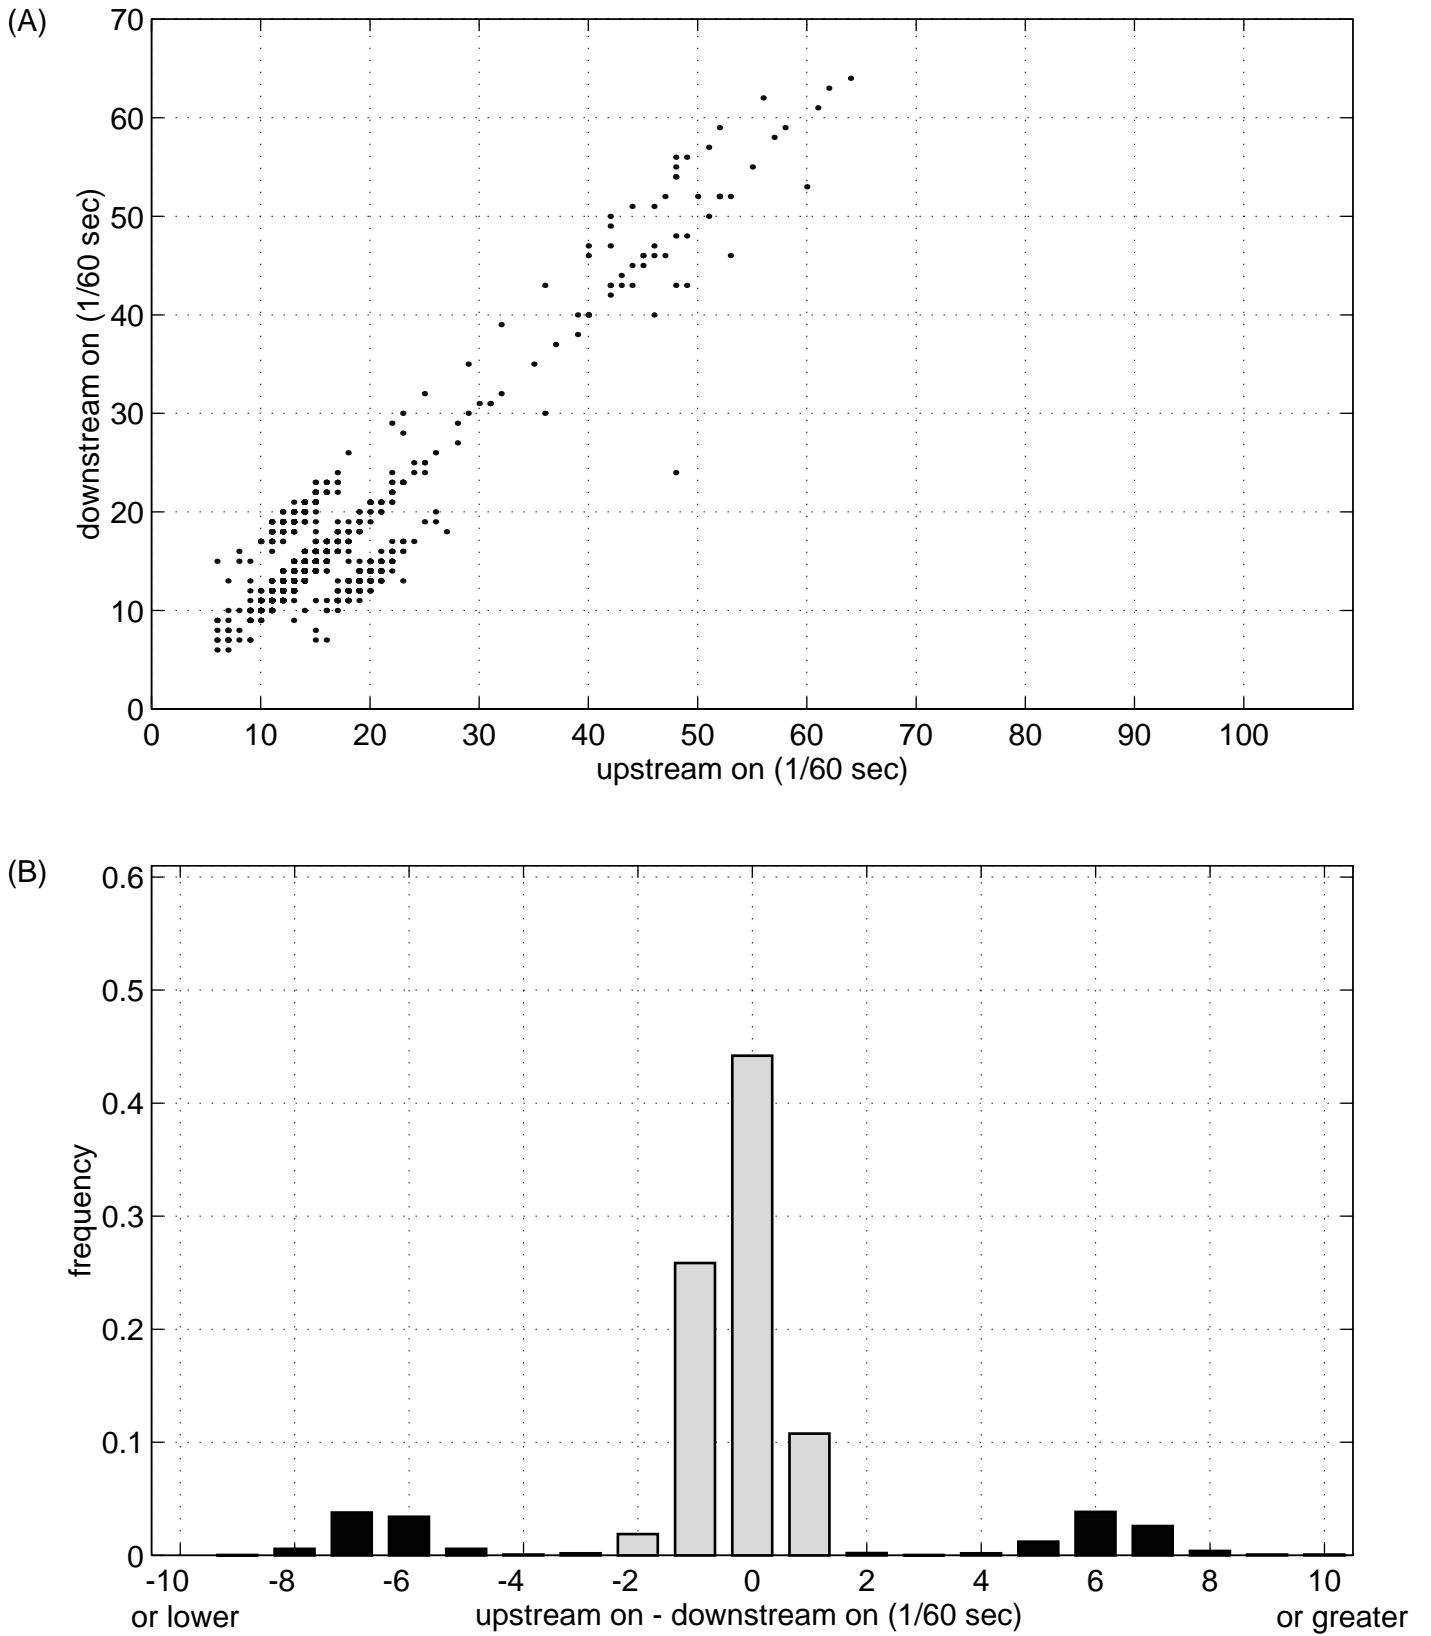 (A)
70
60
50
40
30
20
10
0
downstream on (1/60 sec)
0 10 20 30 40 50 60 70 80 90 100
upstream on (1/60 sec)
(B)
0.6
0.5
0.4
0.3
0.2
0.1
0
frequency
-10 -8 -6 -4 -2 0 2 4 6 8 10
or lower upstream on - downstream on (1/60 sec) or greater